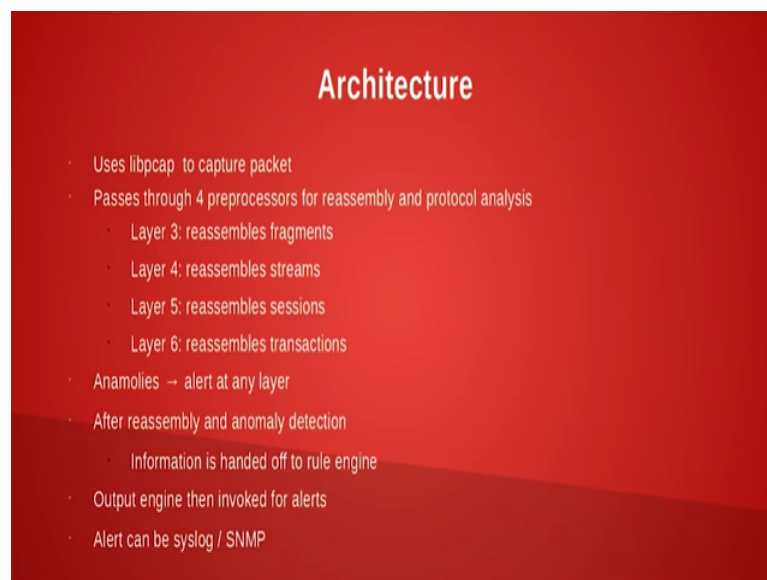 Architecture
Uses libpcap to capture packet
Passes through 4 preprocessors for reassembly and protocol analysis
Layer 3: reassembles fragments
Layer 4: reassembles streams
Layer 5: reassembles sessions
Layer 6: reassembles transactions
Anamolies → alert at any layer
After reassembly and anomaly detection
Information is handed off to rule engine
Output engine then invoked for alerts
Alert can be syslog / SNMP